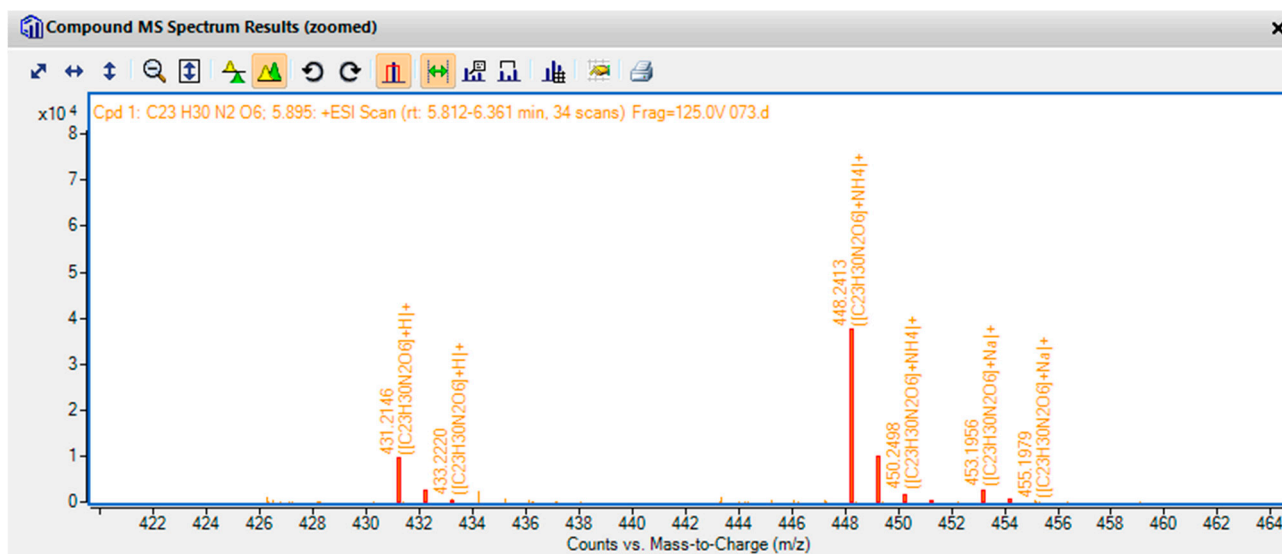 Compound MS Spectrum Results (zoomed)
x10 4
Cpd 1: C23 H30 N2 O6; 5.895: +ESI Scan (rt: 5.812-6.361 min, 34 scans) Frag=125.0V 073.d
8
7
6
5
4
3
2
1
0
431.2146
([C23H30N2O6]+H)+
433.2220
([C23H30N2O6]+H)+
448.2413
([C23H30N2O6]+NH4)+
450.2498
([C23H30N2O6]+NH4)+
453.1956
([C23H30N2O6]+Na)+
455.1979
([C23H30N2O6]+Na)+
422 424 426 428 430 432 434 436 438 440 442 444 446 448 450 452 454 456 458 460 462 464
Counts vs. Mass-to-Charge (m/z)